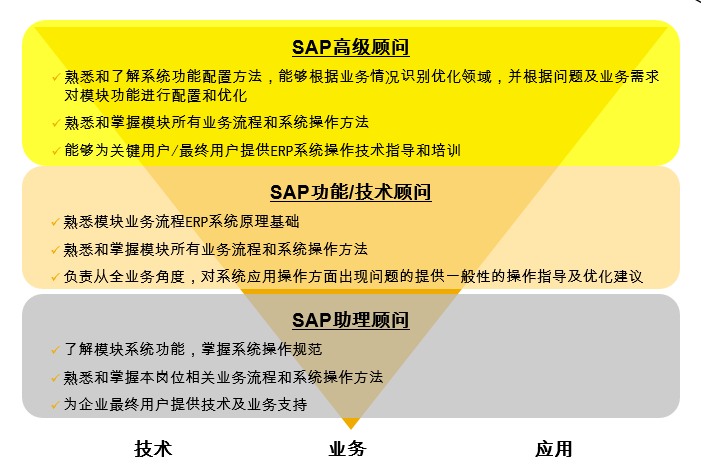 SAP高级顾问
熟悉和了解系统功能配置方法，能够根据业务情况识别优化领域，并根据问题及业务需求
对模块功能进行配置和优化
熟悉和掌握模块所有业务流程和系统操作方法
能够为关键用户/最终用户提供ERP系统操作技术指导和培训
SAP功能/技术顾问
熟悉模块业务流程ERP系统原理基础
熟悉和掌握模块所有业务流程和系统操作方法
负责从全业务角度，对系统应用操作方面出现问题的提供一般性的操作指导及优化建议
SAP助理顾问
了解模块系统功能，掌握系统操作规范
熟悉和掌握本岗位相关业务流程和系统操作方法
为企业最终用户提供技术及业务支持
技术 业务 应用